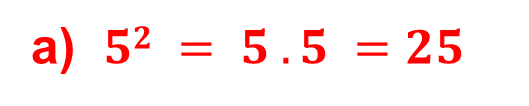 a) 5² = 5 . 5 = 25